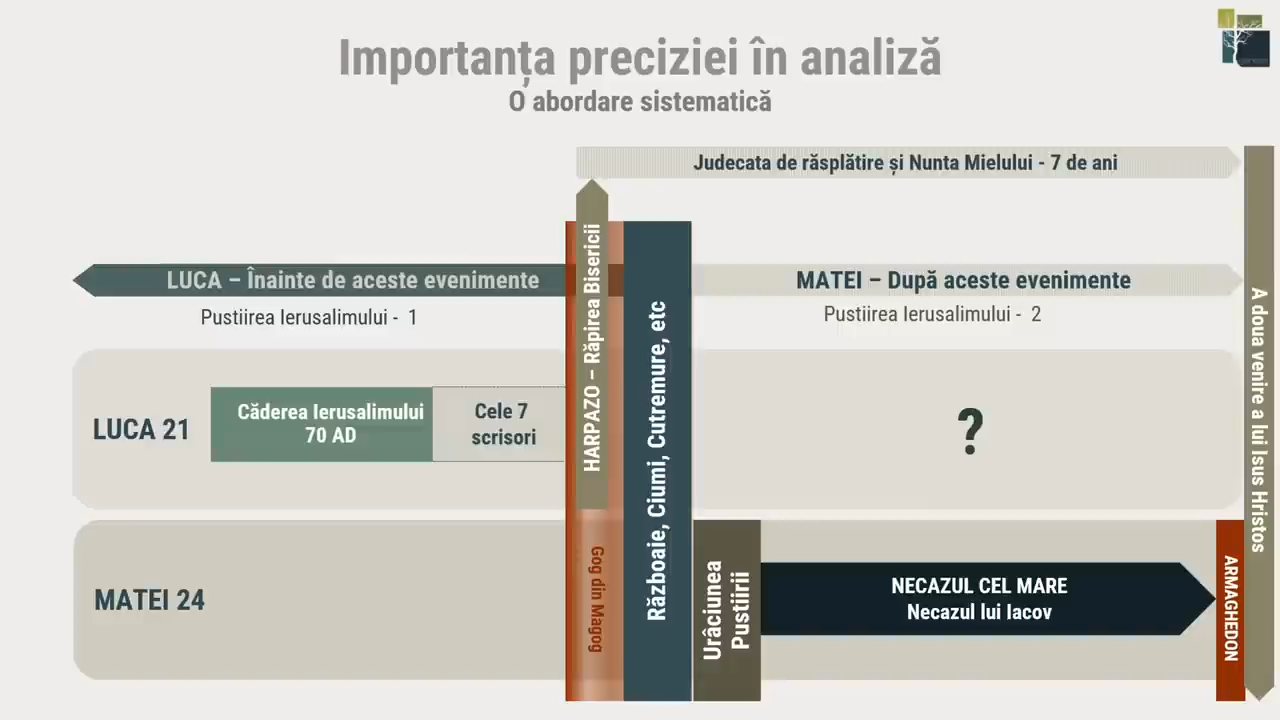 Importanța preciziei în analiză
O abordare sistematică
Judecata de răsplătire și Nunta Mielului - 7 de ani
LUCA – Înainte de aceste evenimente
MATEI – După aceste evenimente
Pustiirea Ierusalimului - 1
Pustiirea Ierusalimului - 2
HARPAZO – Răpirea Bisericii
Războaie, Ciumi, Cutremure, etc
A doua venire a lui Isus Hristos
LUCA 21
Căderea Ierusalimului
70 AD
Cele 7
scrisori
?
MATEI 24
Gog din Magog
Urâciunea
Pustiirii
NECAZUL CEL MARE
Necazul lui Iacov
ARMAGHEDON